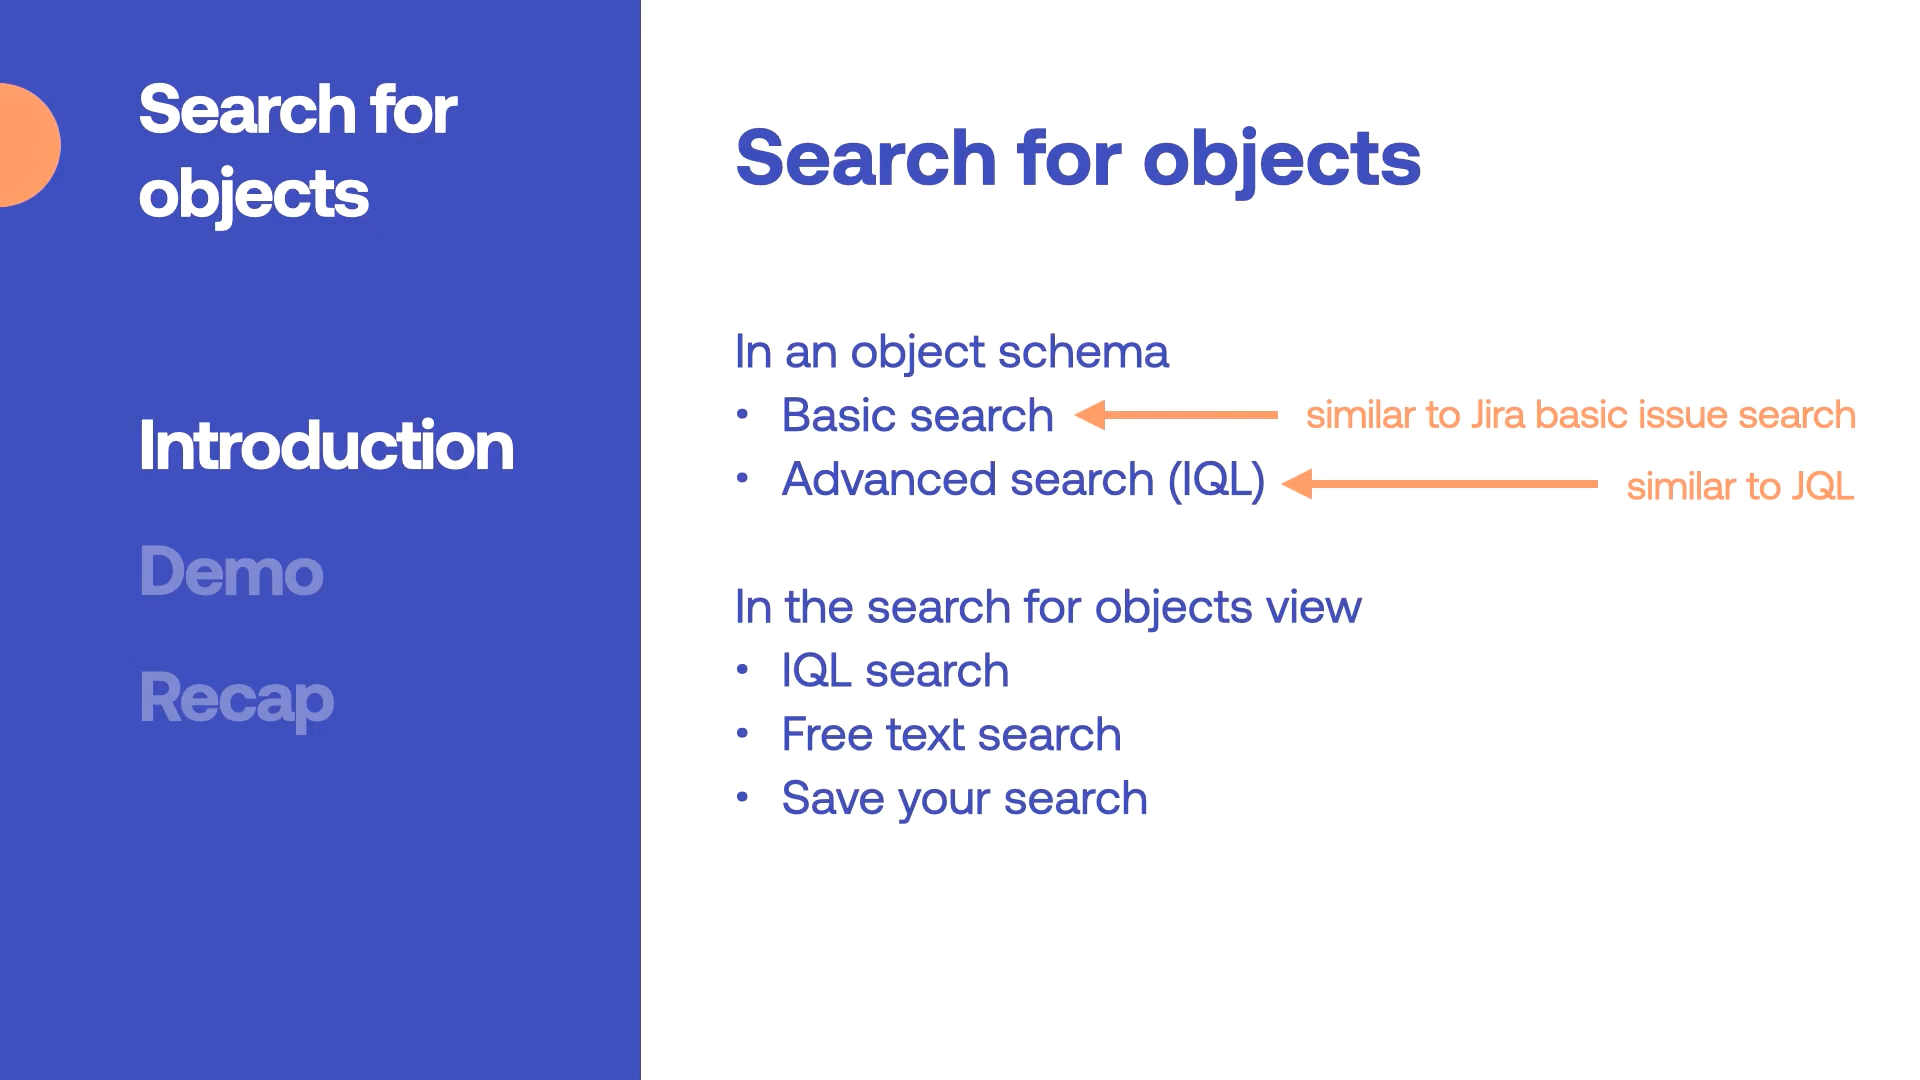 Search for
objects
Introduction
Demo
Recap
Search for objects
In an object schema
• Basic search
similar to Jira basic issue search
• Advanced search (IQL)
similar to JQL
In the search for objects view
• IQL search
• Free text search
• Save your search